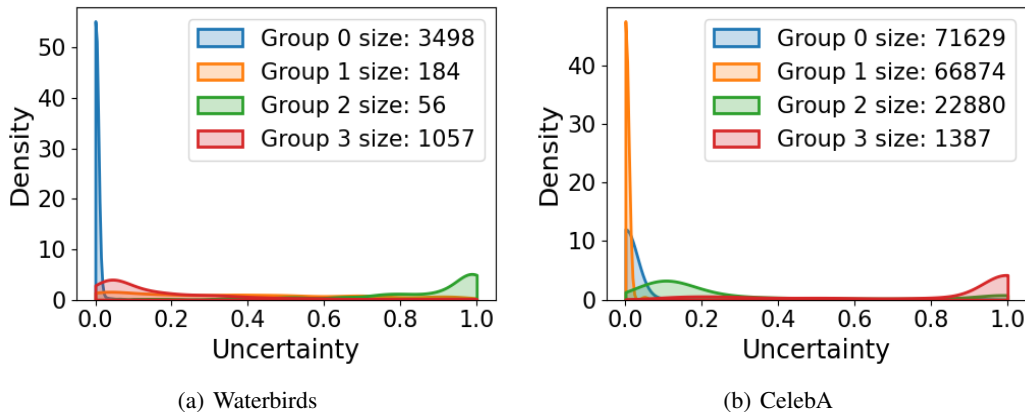 50
40
30
20
10
0
Density
Group 0 size: 3498
Group 1 size: 184
Group 2 size: 56
Group 3 size: 1057
0.0 0.2 0.4 0.6 0.8 1.0
Uncertainty
(a) Waterbirds
40
30
20
10
0
Density
Group 0 size: 71629
Group 1 size: 66874
Group 2 size: 22880
Group 3 size: 1387
0.0 0.2 0.4 0.6 0.8 1.0
Uncertainty
(b) CelebA